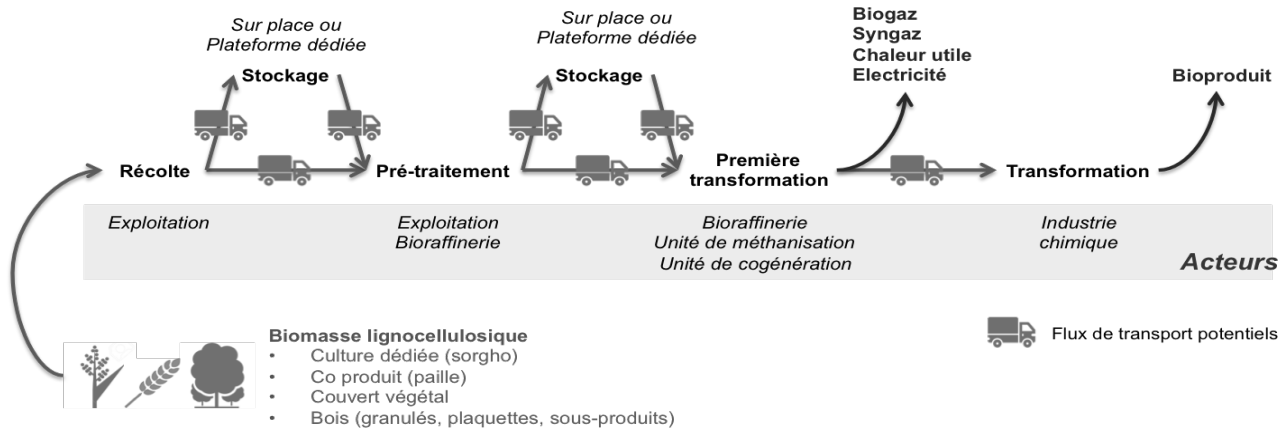 Sur place ou
Plateforme dédiée
Stockage
Sur place ou
Plateforme dédiée
Stockage
Biogaz
Syngaz
Chaleur utile
Electricité
Bioproduit
Récolte
Pré-traitement
Première
transformation
Transformation
Exploitation
Exploitation
Bioraffinerie
Bioraffinerie
Unité de méthanisation
Unité de cogénération
Industrie
chimique
Acteurs
Biomasse lignocellulosique
• Culture dédiée (sorgho)
• Co produit (paille)
• Couvert végétal
• Bois (granulés, plaquettes, sous-produits)
Flux de transport potentiels